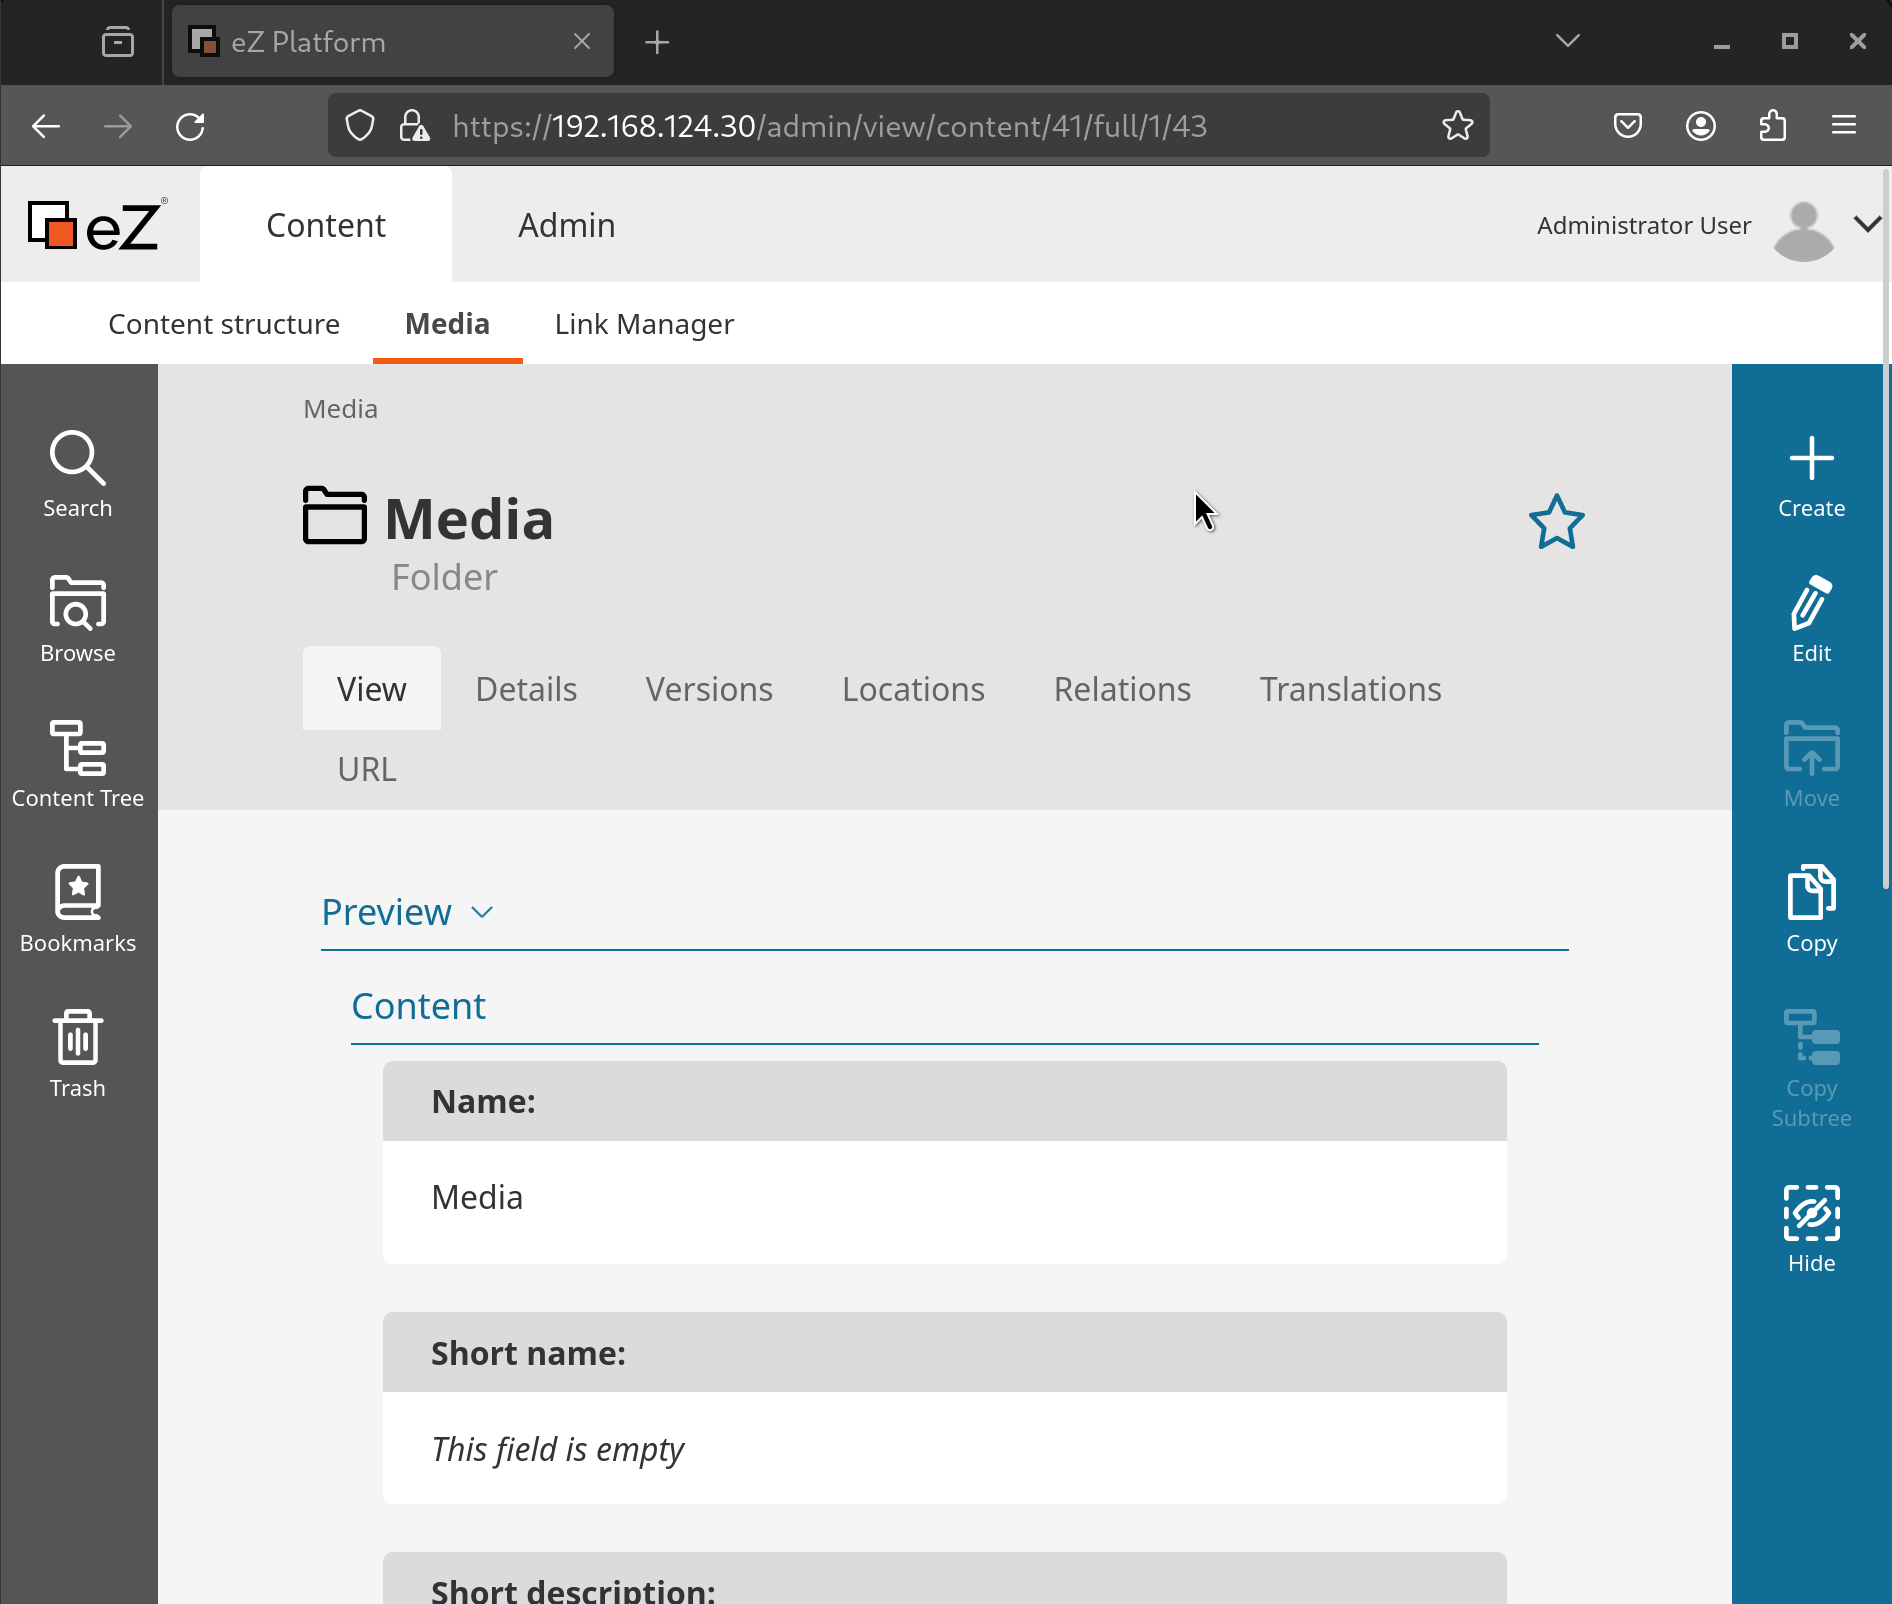 eZ Platform
https://192.168.124.30/admin/view/content/41/full/1/43
eZ®
Content
Admin
Administrator User
Content structure
Media
Link Manager
Search
Browse
Content Tree
Bookmarks
Trash
Media
Media
Folder
View
Details
Versions
Locations
Relations
Translations
URL
Preview
Content
Name:
Media
Short name:
This field is empty
Short description:
Create
Edit
Move
Copy
Copy
Subtree
Hide